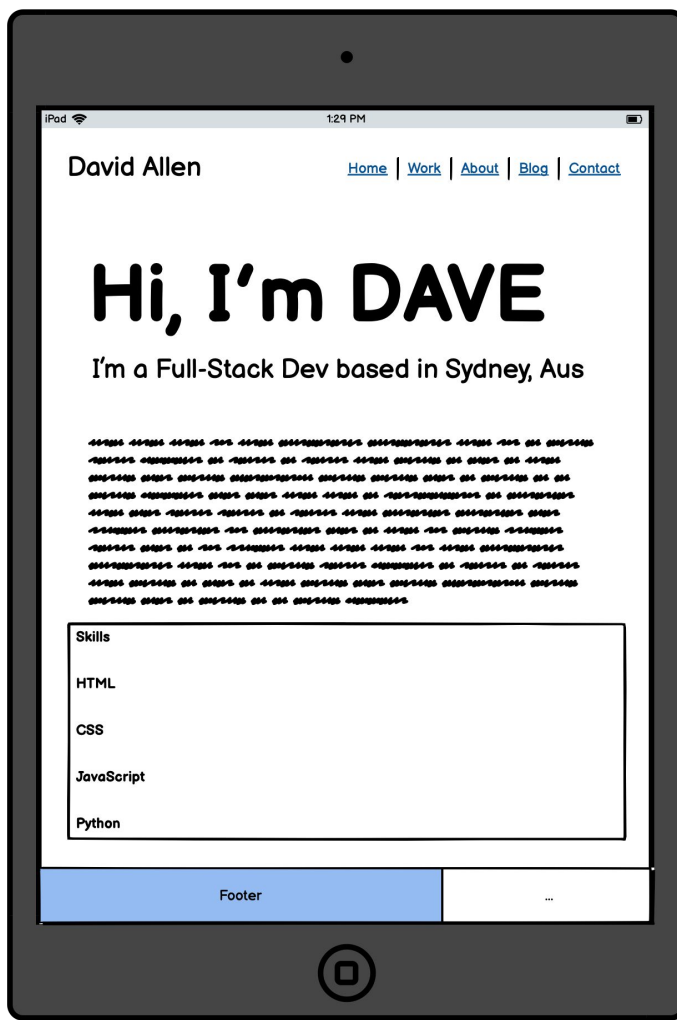 iPad 1:29 PM
David Allen Home Work About Blog Contact
Hi, I'm DAVE
I'm a Full-Stack Dev based in Sydney, Aus
Skills
HTML
CSS
JavaScript
Python
Footer ...